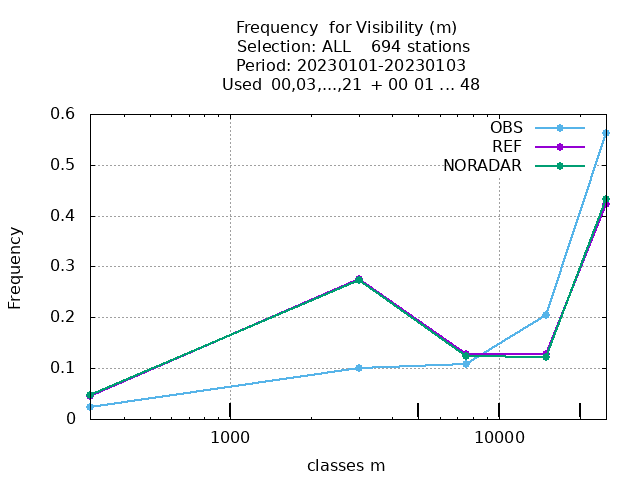 Frequency  for Visibility (m)
Selection: ALL    694 stations
Period: 20230101-20230103
Used  00,03,...,21  + 00 01 ... 48
0.6
0.5
0.4
0.3
0.2
0.1
0
Frequency
OBS
REF
NORADAR
1000
10000
classes m